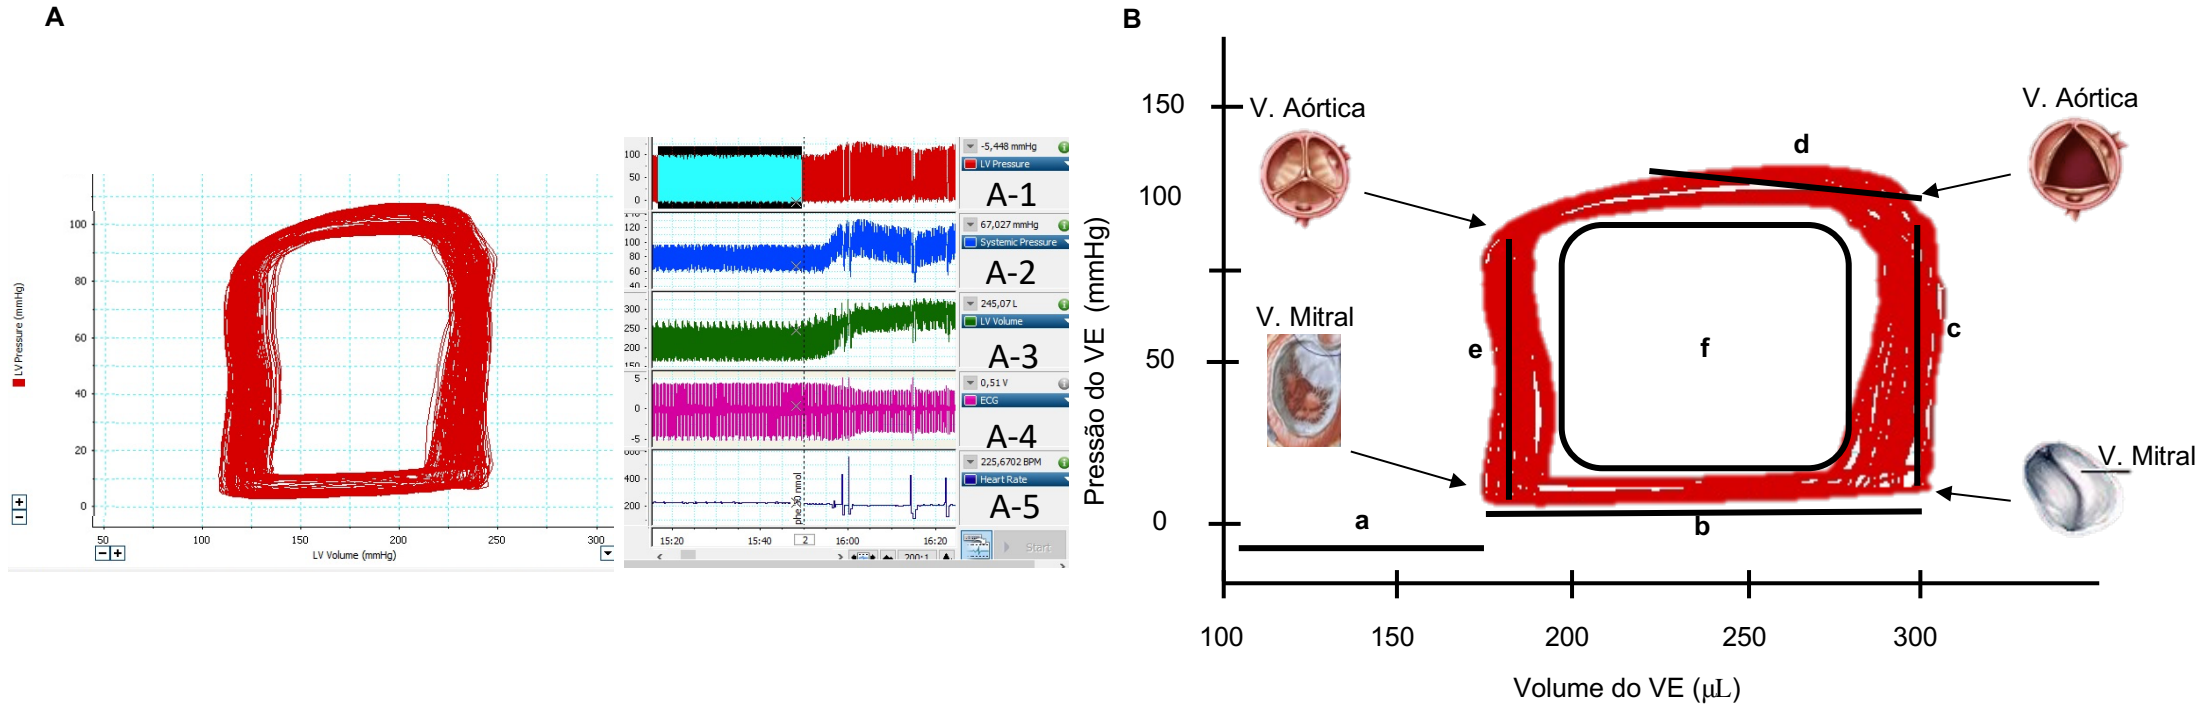 A
100
80
60
40
20
0
LV Pressure (mmHg)
50
100
150
200
250
300
LV Volume (mmHg)
100
50
0
-5,448 mmHg
LV Pressure
A-1
120
100
80
60
40
67,027 mmHg
Systemic Pressure
A-2
300
250
200
245,07 L
LV Volume
A-3
5
0
-5
0,51 V
ECG
A-4
400
200
225,6702 BPM
Heart Rate
A-5
15:20
15:40
2
16:00
16:20
200:1
Start
B
150
100
50
0
Pressão do VE (mmHg)
V. Aórtica
V. Aórtica
V. Mitral
V. Mitral
a
b
c
d
e
f
100
150
200
250
300
Volume do VE (μL)